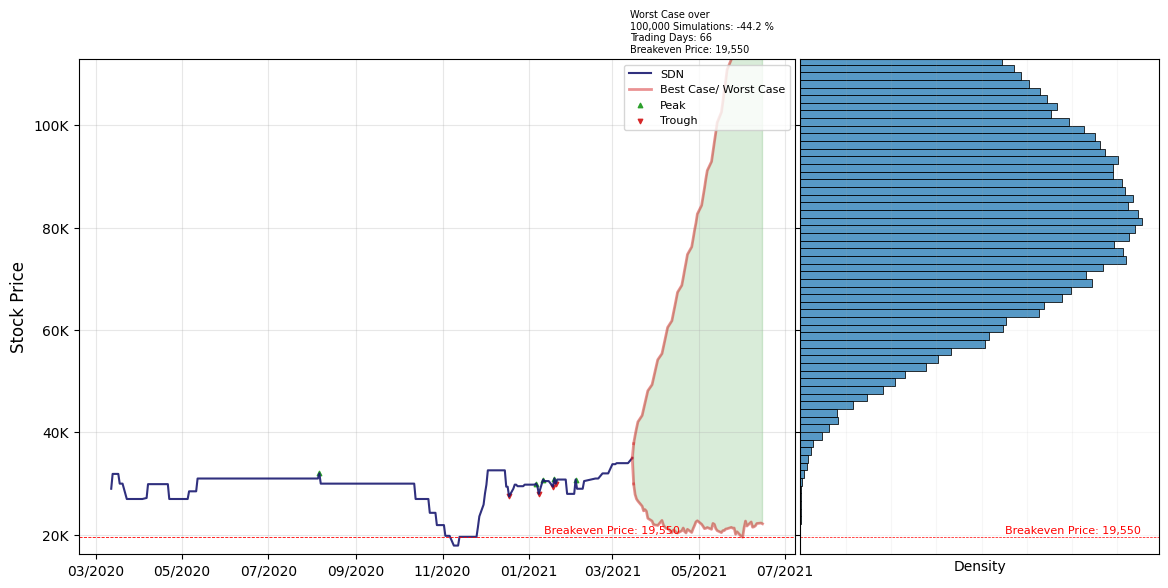 Worst Case over
100,000 Simulations: -44.2 %
Trading Days: 66
Breakeven Price: 19,550
SDN
Best Case/ Worst Case
Peak
Trough
Stock Price
100K
80K
60K
40K
20K
Breakeven Price: 19,550
Breakeven Price: 19,550
03/2020
05/2020
07/2020
09/2020
11/2020
01/2021
03/2021
05/2021
07/2021
Density